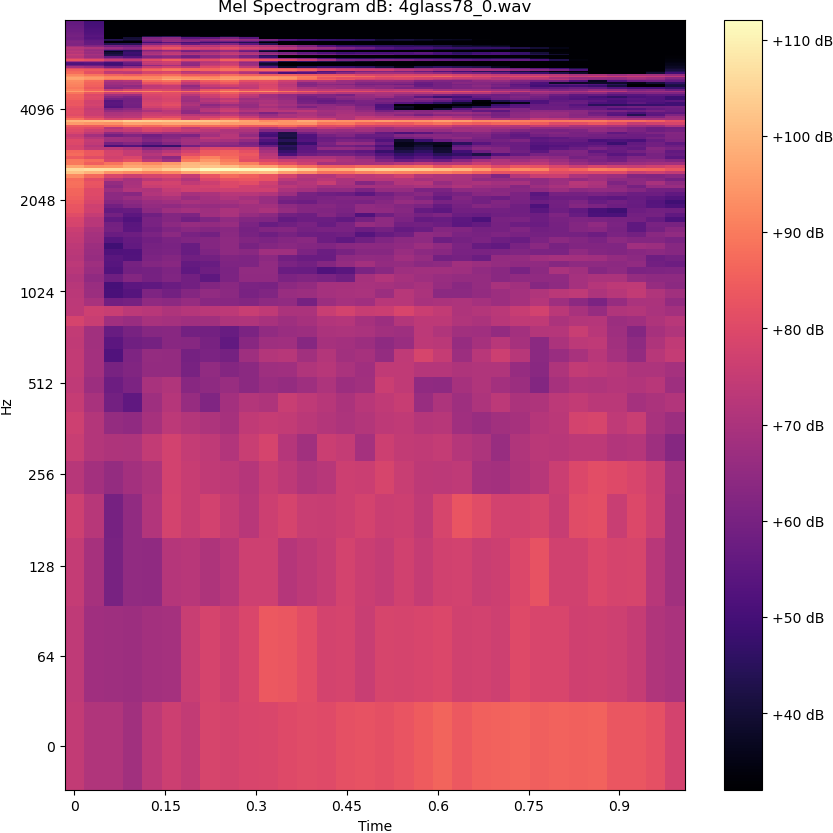 Mel Spectrogram dB: 4glass78_0.wav
+110 dB
4096
+100 dB
2048
+90 dB
1024
+80 dB
512
Hz
+70 dB
256
+60 dB
128
+50 dB
64
+40 dB
0
0 0.15 0.3 0.45 0.6 0.75 0.9
Time